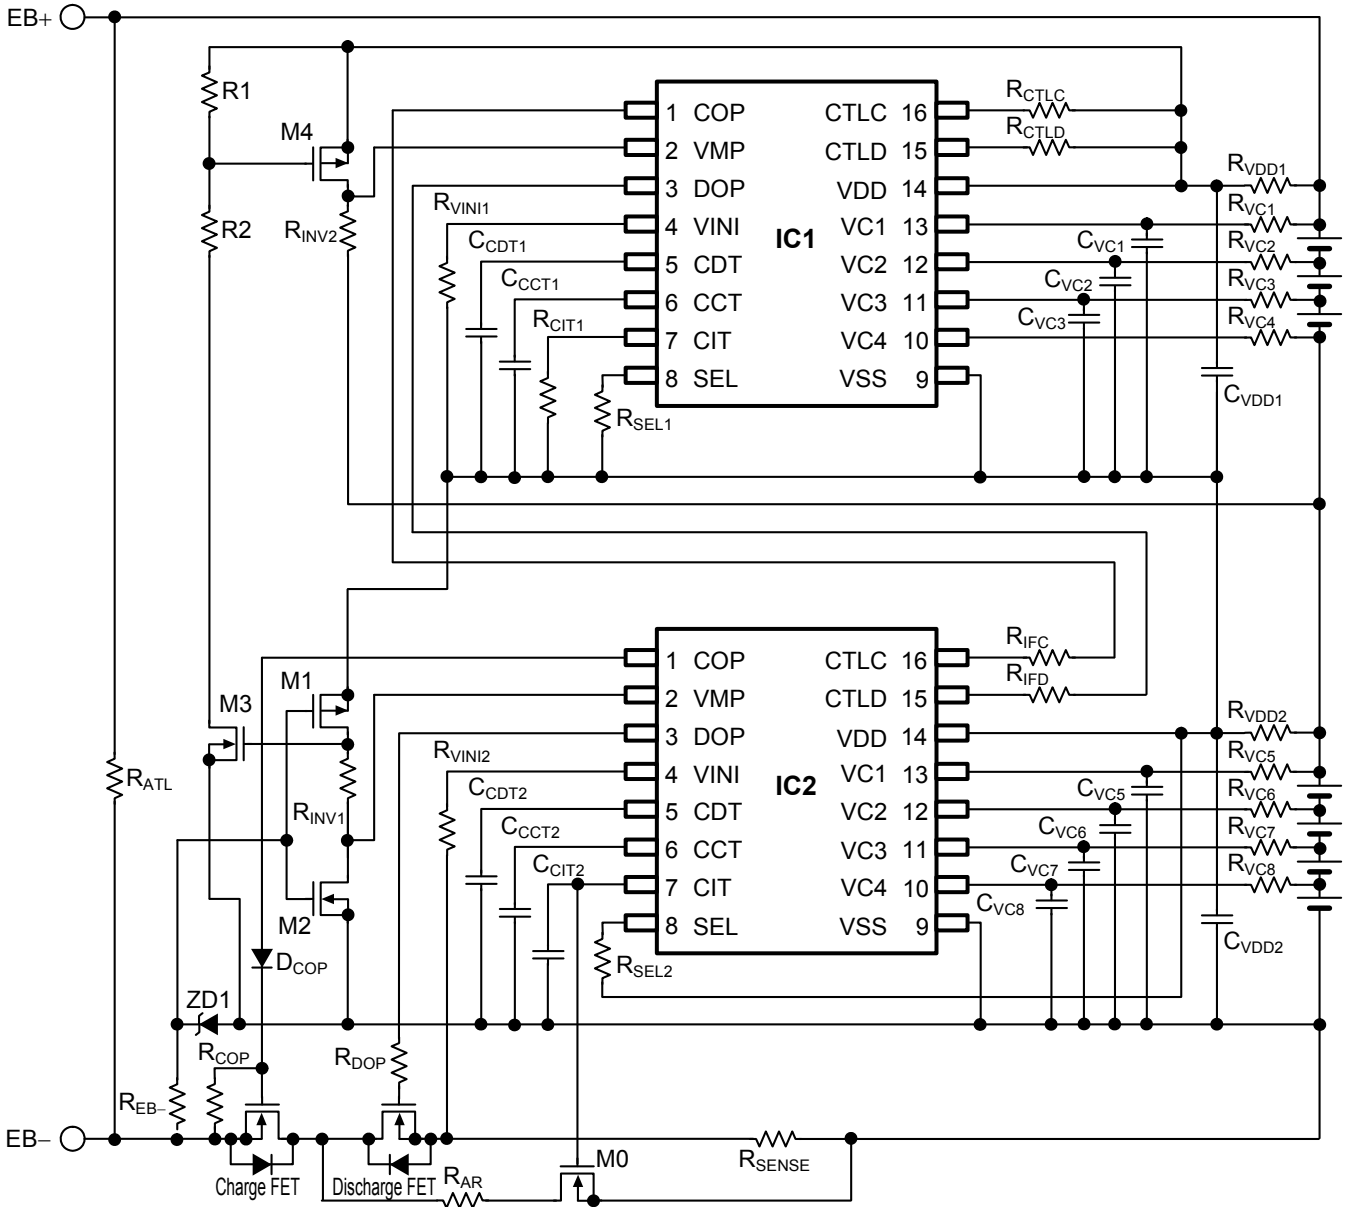 EB+
R1
M4
R2
RINV2
RVINI1
CCDT1
CCCT1
RCIT1
RSEL1
1 COP
2 VMP
3 DOP
4 VINI
5 CDT
6 CCT
7 CIT
8 SEL
IC1
CTLC 16
CTLD 15
VDD 14
VC1 13
VC2 12
VC3 11
VC4 10
VSS 9
RCTLC
RCTLD
RVDD1
RVC1
RVC2
RVC3
RVC4
CVC1
CVC2
CVC3
CVDD1
M1
M3
RATL
RINV1
M2
DCOP
ZD1
RVINI2
CCDT2
CCCT2
CCIT2
RSEL2
1 COP
2 VMP
3 DOP
4 VINI
5 CDT
6 CCT
7 CIT
8 SEL
IC2
CTLC 16
CTLD 15
VDD 14
VC1 13
VC2 12
VC3 11
VC4 10
VSS 9
RIFC
RIFD
RVDD2
RVC5
RVC6
RVC7
RVC8
CVC5
CVC6
CVC7
CVC8
CVDD2
RCOP
RDOP
REB−
EB−
Charge FET
Discharge FET
RAR
M0
RSENSE